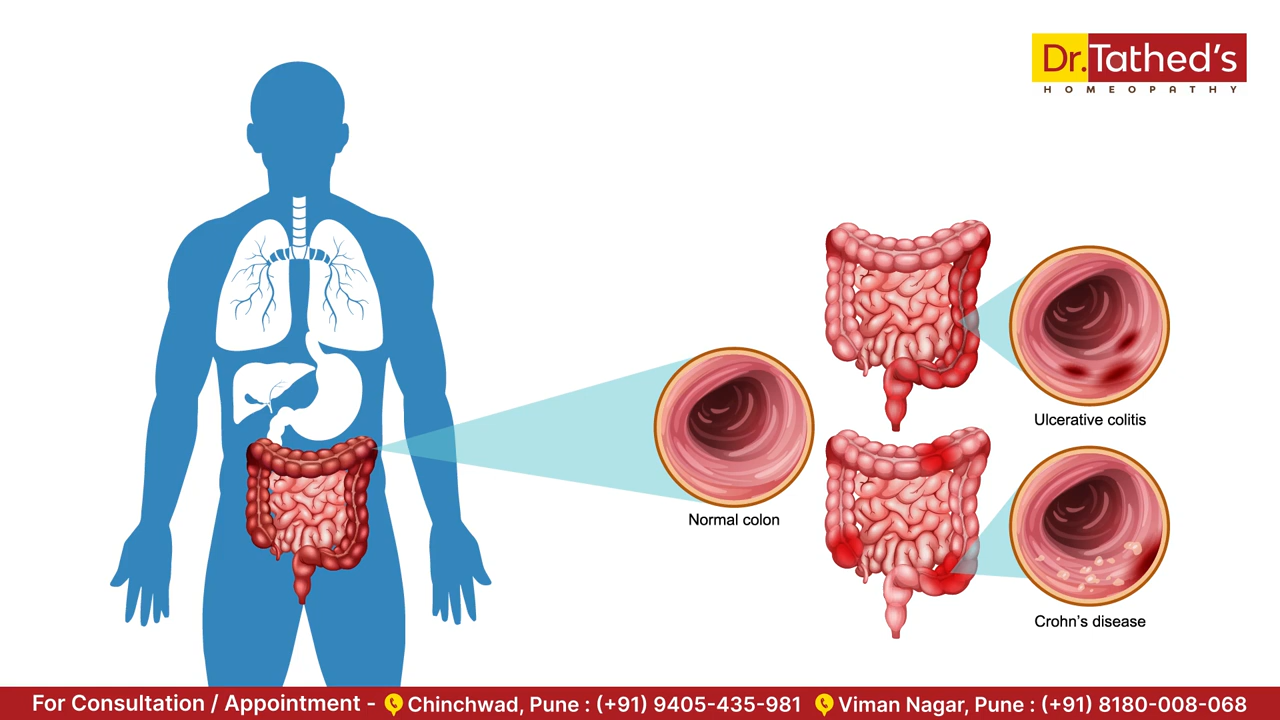 Dr.Tathed's
HOMEOPATHY
Normal colon
Ulcerative colitis
Crohn's disease
For Consultation / Appointment - Chinchwad, Pune : (+91) 9405-435-981 Viman Nagar, Pune : (+91) 8180-008-068